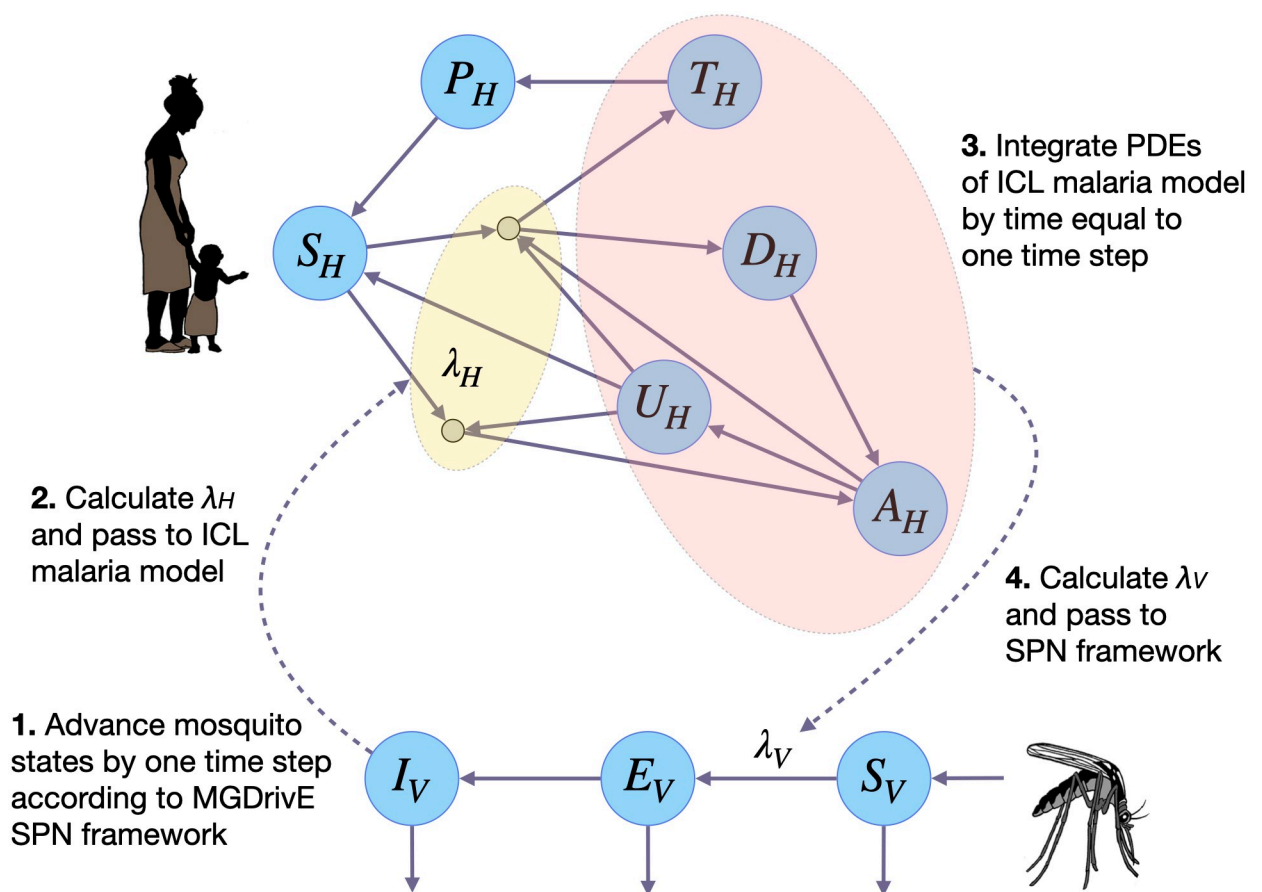 P_H
T_H
3. Integrate PDEs
of ICL malaria model
by time equal to
one time step
S_H
D_H
λ_H
U_H
A_H
2. Calculate λH
and pass to ICL
malaria model
4. Calculate λV
and pass to
SPN framework
1. Advance mosquito
states by one time step
according to MGDrivE
SPN framework
I_V
E_V
λ_V
S_V